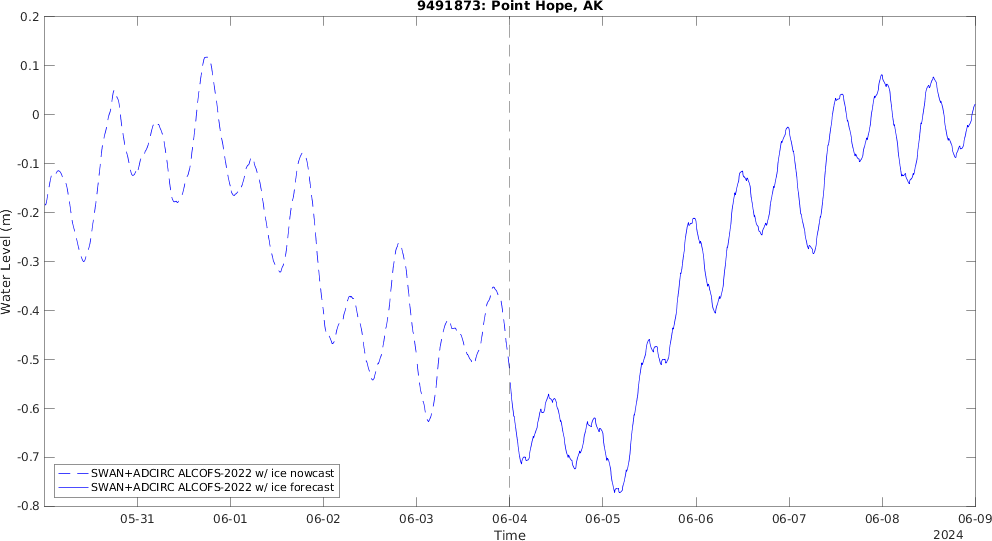 9491873: Point Hope, AK
0.2
0.1
0
-0.1
-0.2
-0.3
-0.4
-0.5
-0.6
-0.7
-0.8
Water Level (m)
SWAN+ADCIRC ALCOFS-2022 w/ ice nowcast
SWAN+ADCIRC ALCOFS-2022 w/ ice forecast
05-31 06-01 06-02 06-03 06-04 06-05 06-06 06-07 06-08 06-09
Time
2024